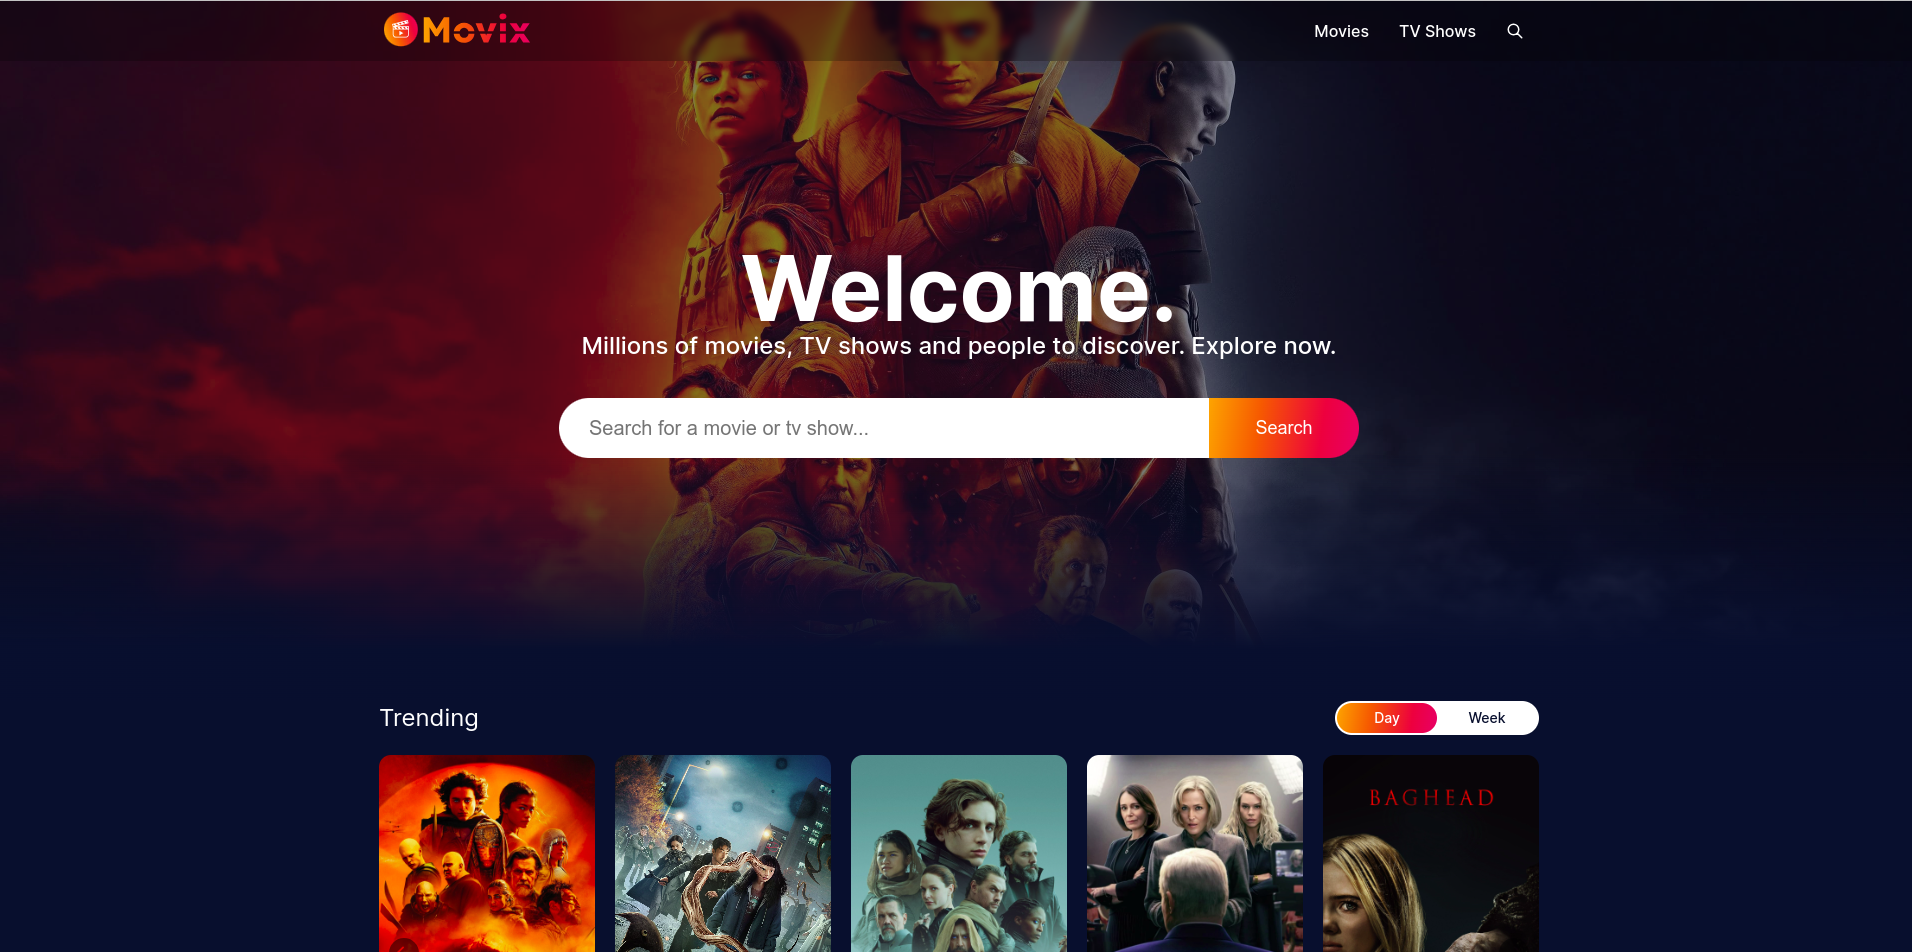 Movix
Movies
TV Shows
Welcome.
Millions of movies, TV shows and people to discover. Explore now.
Search for a movie or tv show...
Search
Trending
Day
Week
BAGHEAD